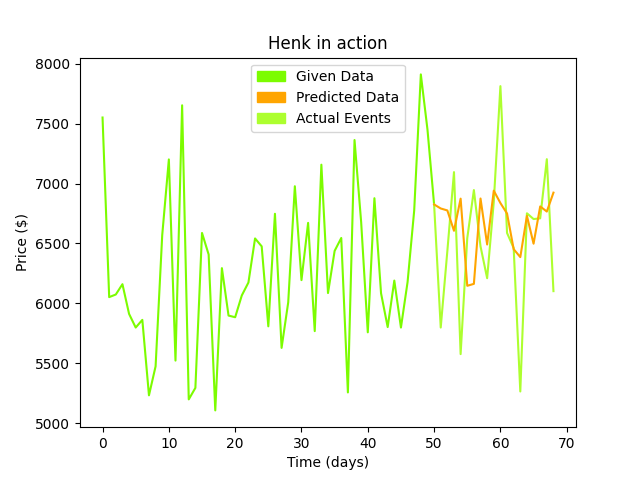 Henk in action
Given Data
Predicted Data
Actual Events
8000
7500
7000
6500
6000
5500
5000
Price ($)
0 10 20 30 40 50 60 70
Time (days)